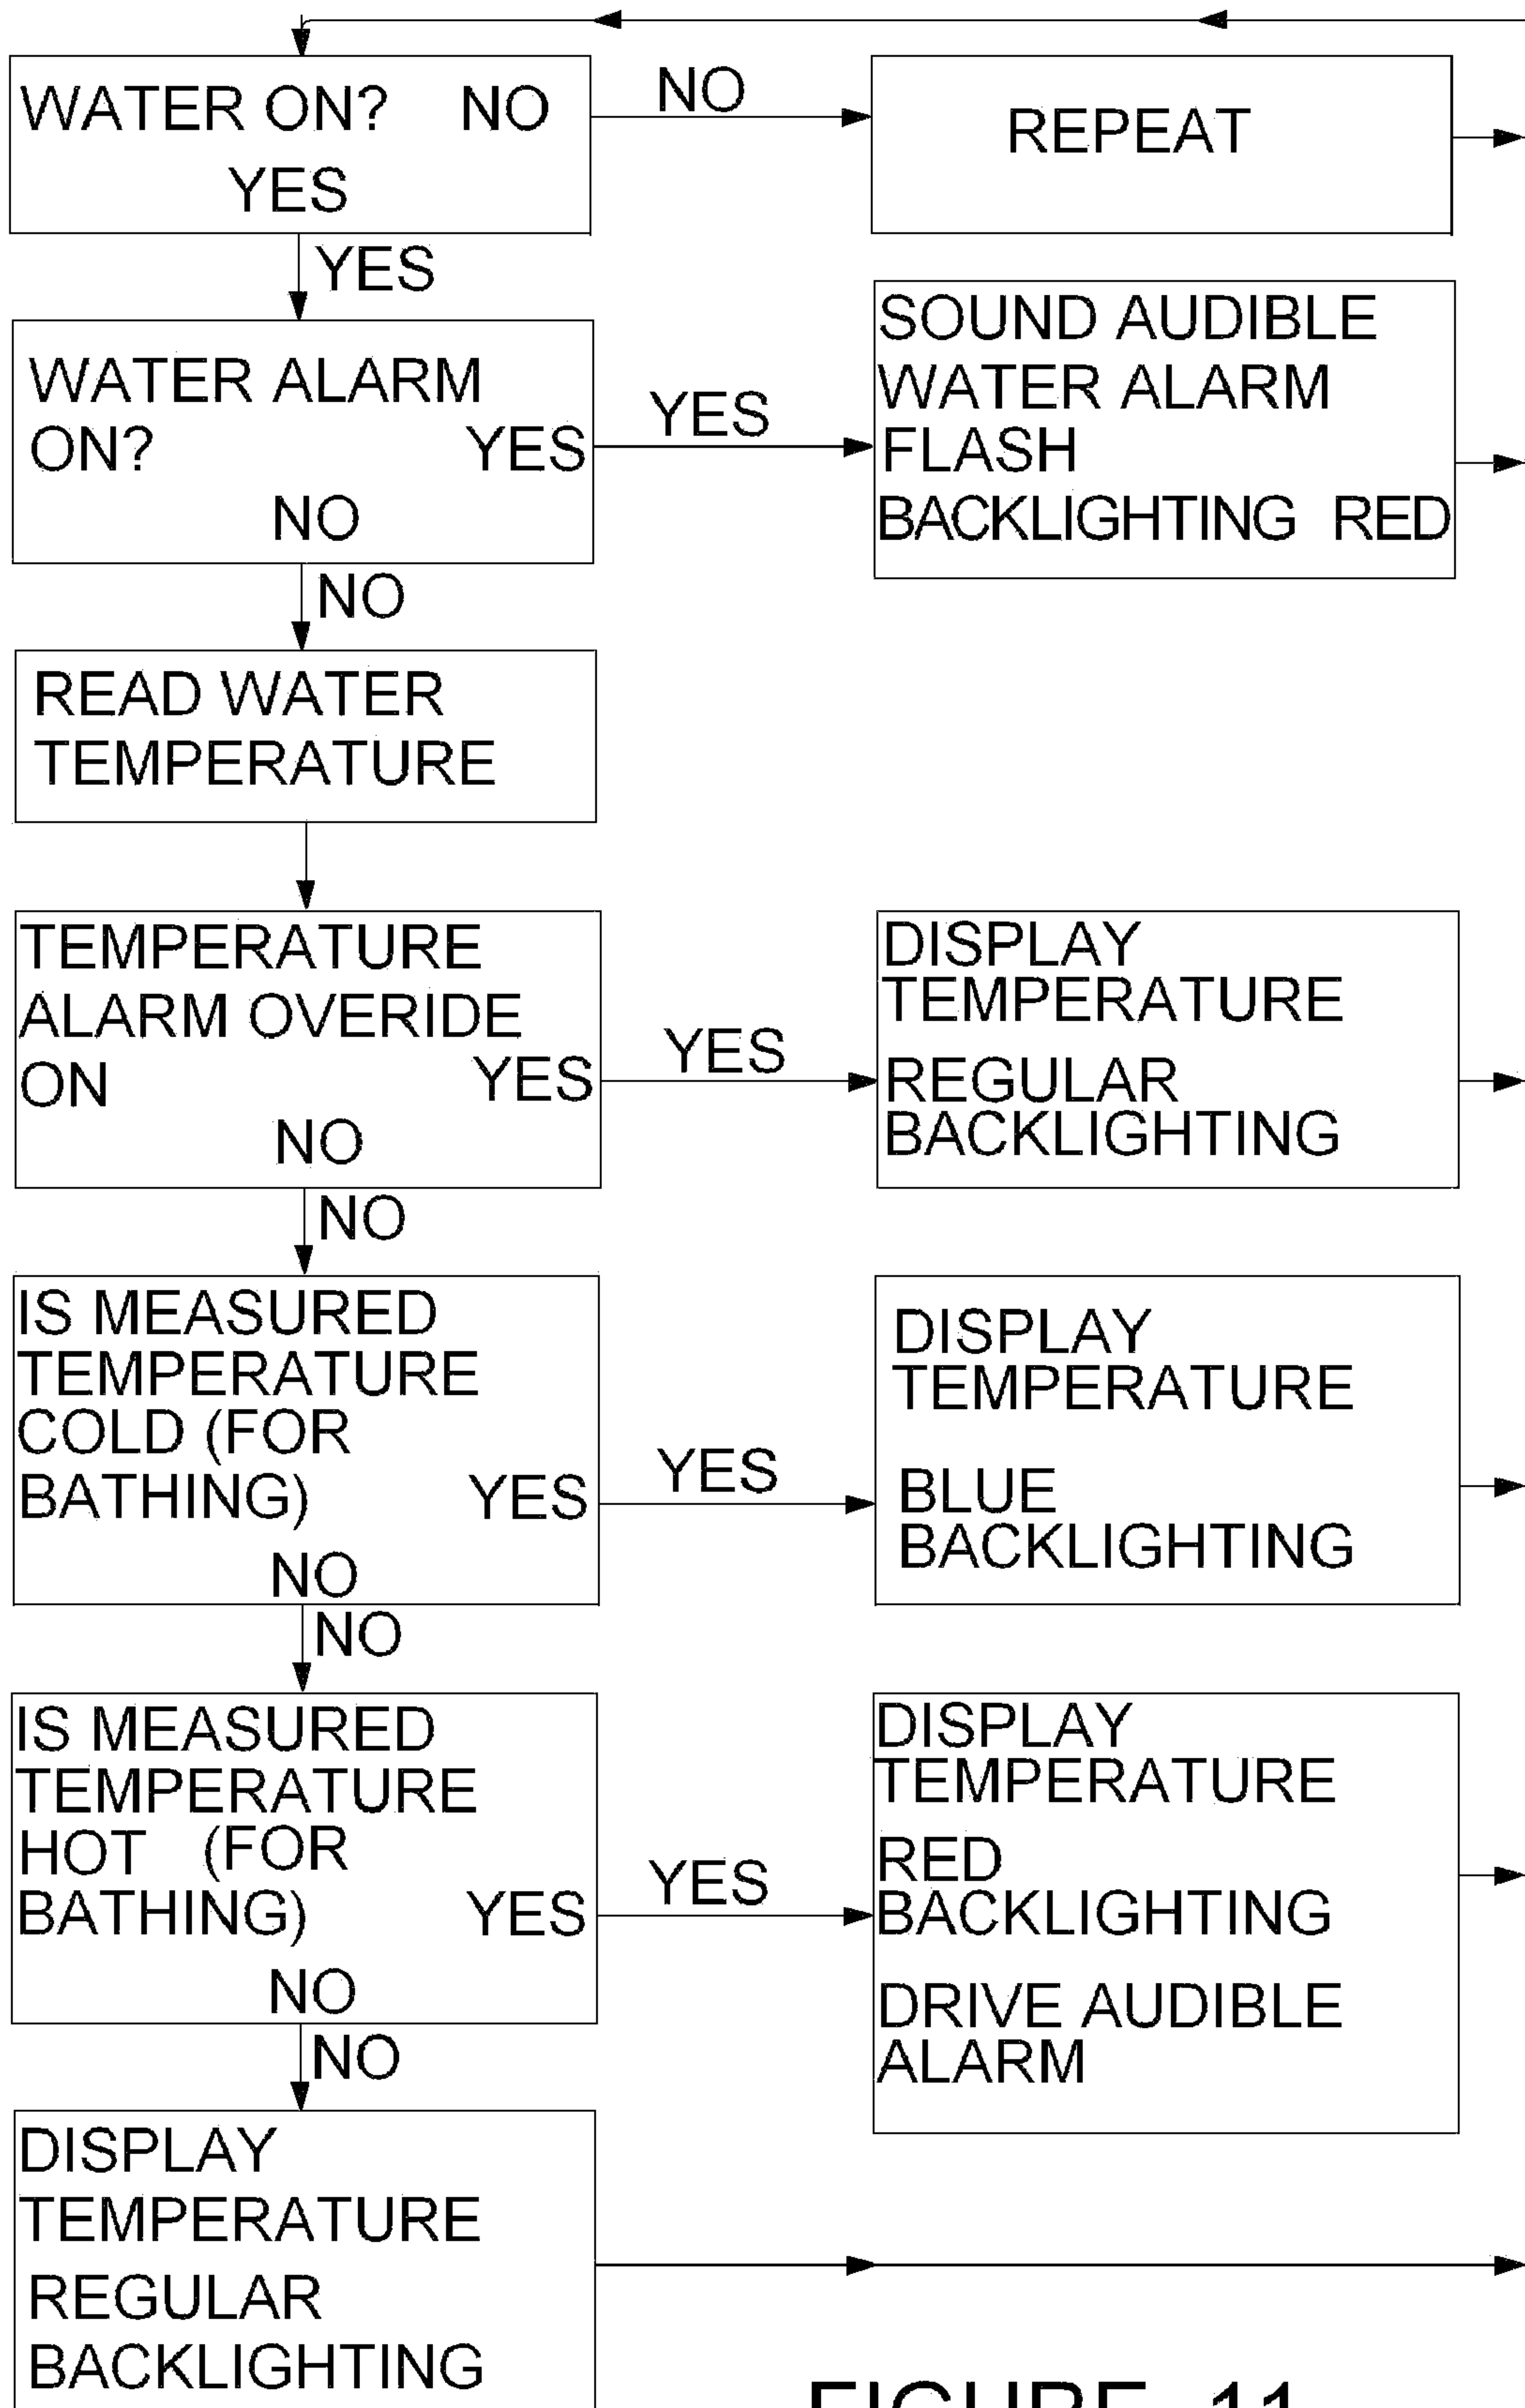 WATER ON? NO
YES
NO
REPEAT
YES
WATER ALARM
ON? YES
NO
YES
SOUND AUDIBLE
WATER ALARM
FLASH
BACKLIGHTING RED
NO
READ WATER
TEMPERATURE
TEMPERATURE
ALARM OVERIDE
ON YES
NO
YES
DISPLAY
TEMPERATURE
REGULAR
BACKLIGHTING
NO
IS MEASURED
TEMPERATURE
COLD (FOR
BATHING) YES
NO
YES
DISPLAY
TEMPERATURE
BLUE
BACKLIGHTING
NO
IS MEASURED
TEMPERATURE
HOT (FOR
BATHING) YES
NO
YES
DISPLAY
TEMPERATURE
RED
BACKLIGHTING
DRIVE AUDIBLE
ALARM
NO
DISPLAY
TEMPERATURE
REGULAR
BACKLIGHTING
FIGURE 11